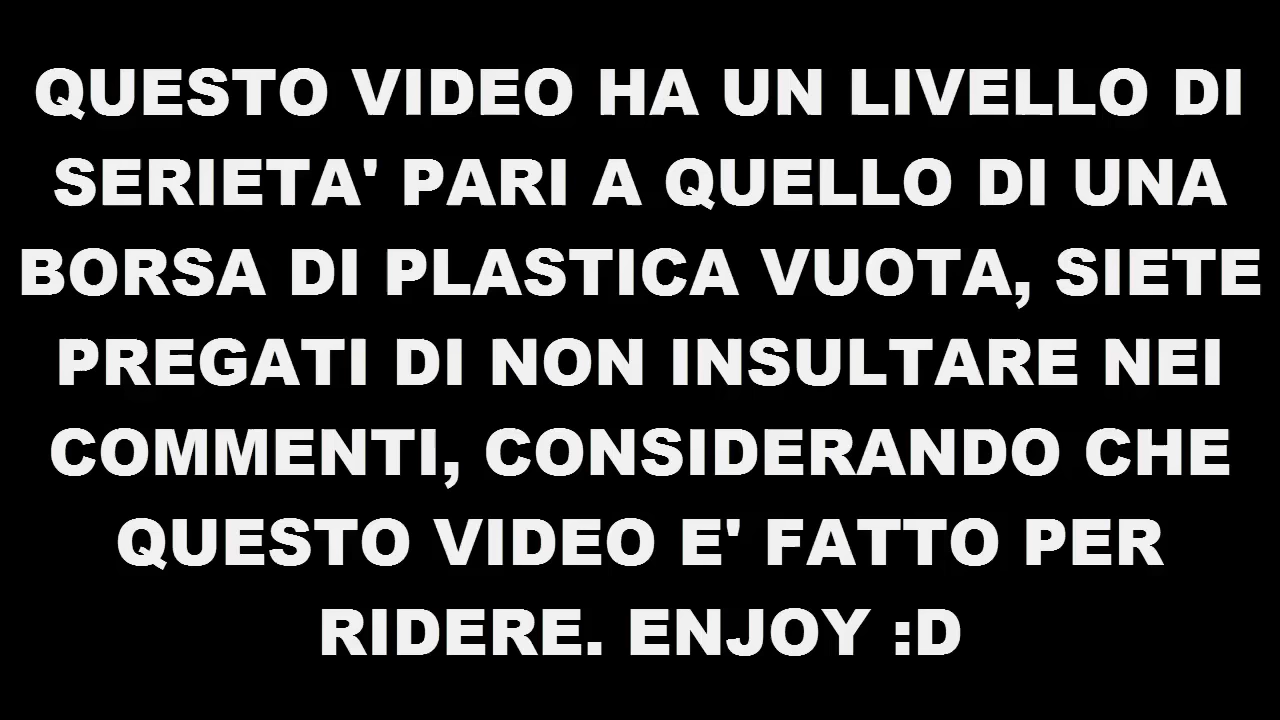 QUESTO VIDEO HA UN LIVELLO DI
SERIETA' PARI A QUELLO DI UNA
BORSA DI PLASTICA VUOTA, SIETE
PREGATI DI NON INSULTARE NEI
COMMENTI, CONSIDERANDO CHE
QUESTO VIDEO E' FATTO PER
RIDERE. ENJOY :D